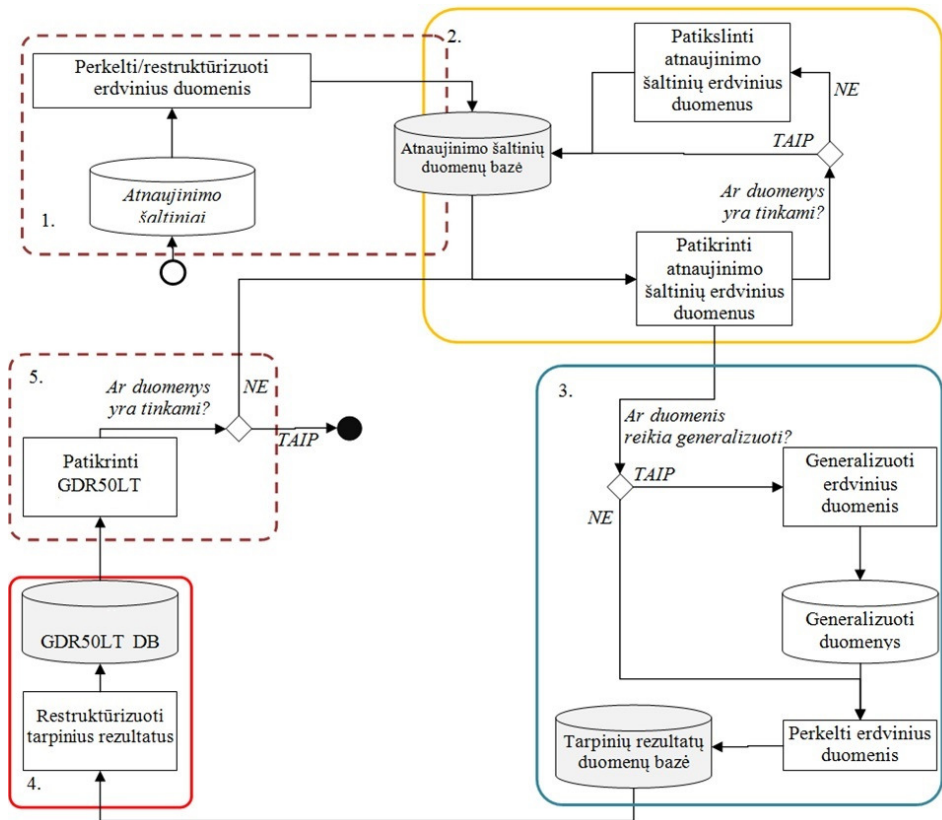 1.
Perkelti/restruktūrizuoti
erdvinius duomenis
Atnaujinimo
šaltiniai
2.
Atnaujinimo šaltinių
duomenų bazė
Patikslinti
atnaujinimo
šaltinių erdvinius
duomenus
NE
TAIP
Ar duomenys
yra tinkami?
Patikrinti
atnaujinimo
šaltinių erdvinius
duomenus
3.
Ar duomenis
reikia generalizuoti?
TAIP
NE
Generalizuoti
erdvinius
duomenis
Generalizuoti
duomenys
Perkelti erdvinius
duomenis
Tarpinių rezultatų
duomenų bazė
4.
Restruktūrizuoti
tarpinius rezultatus
GDR50LT DB
5.
Patikrinti
GDR50LT
Ar duomenys
yra tinkami?
NE
TAIP